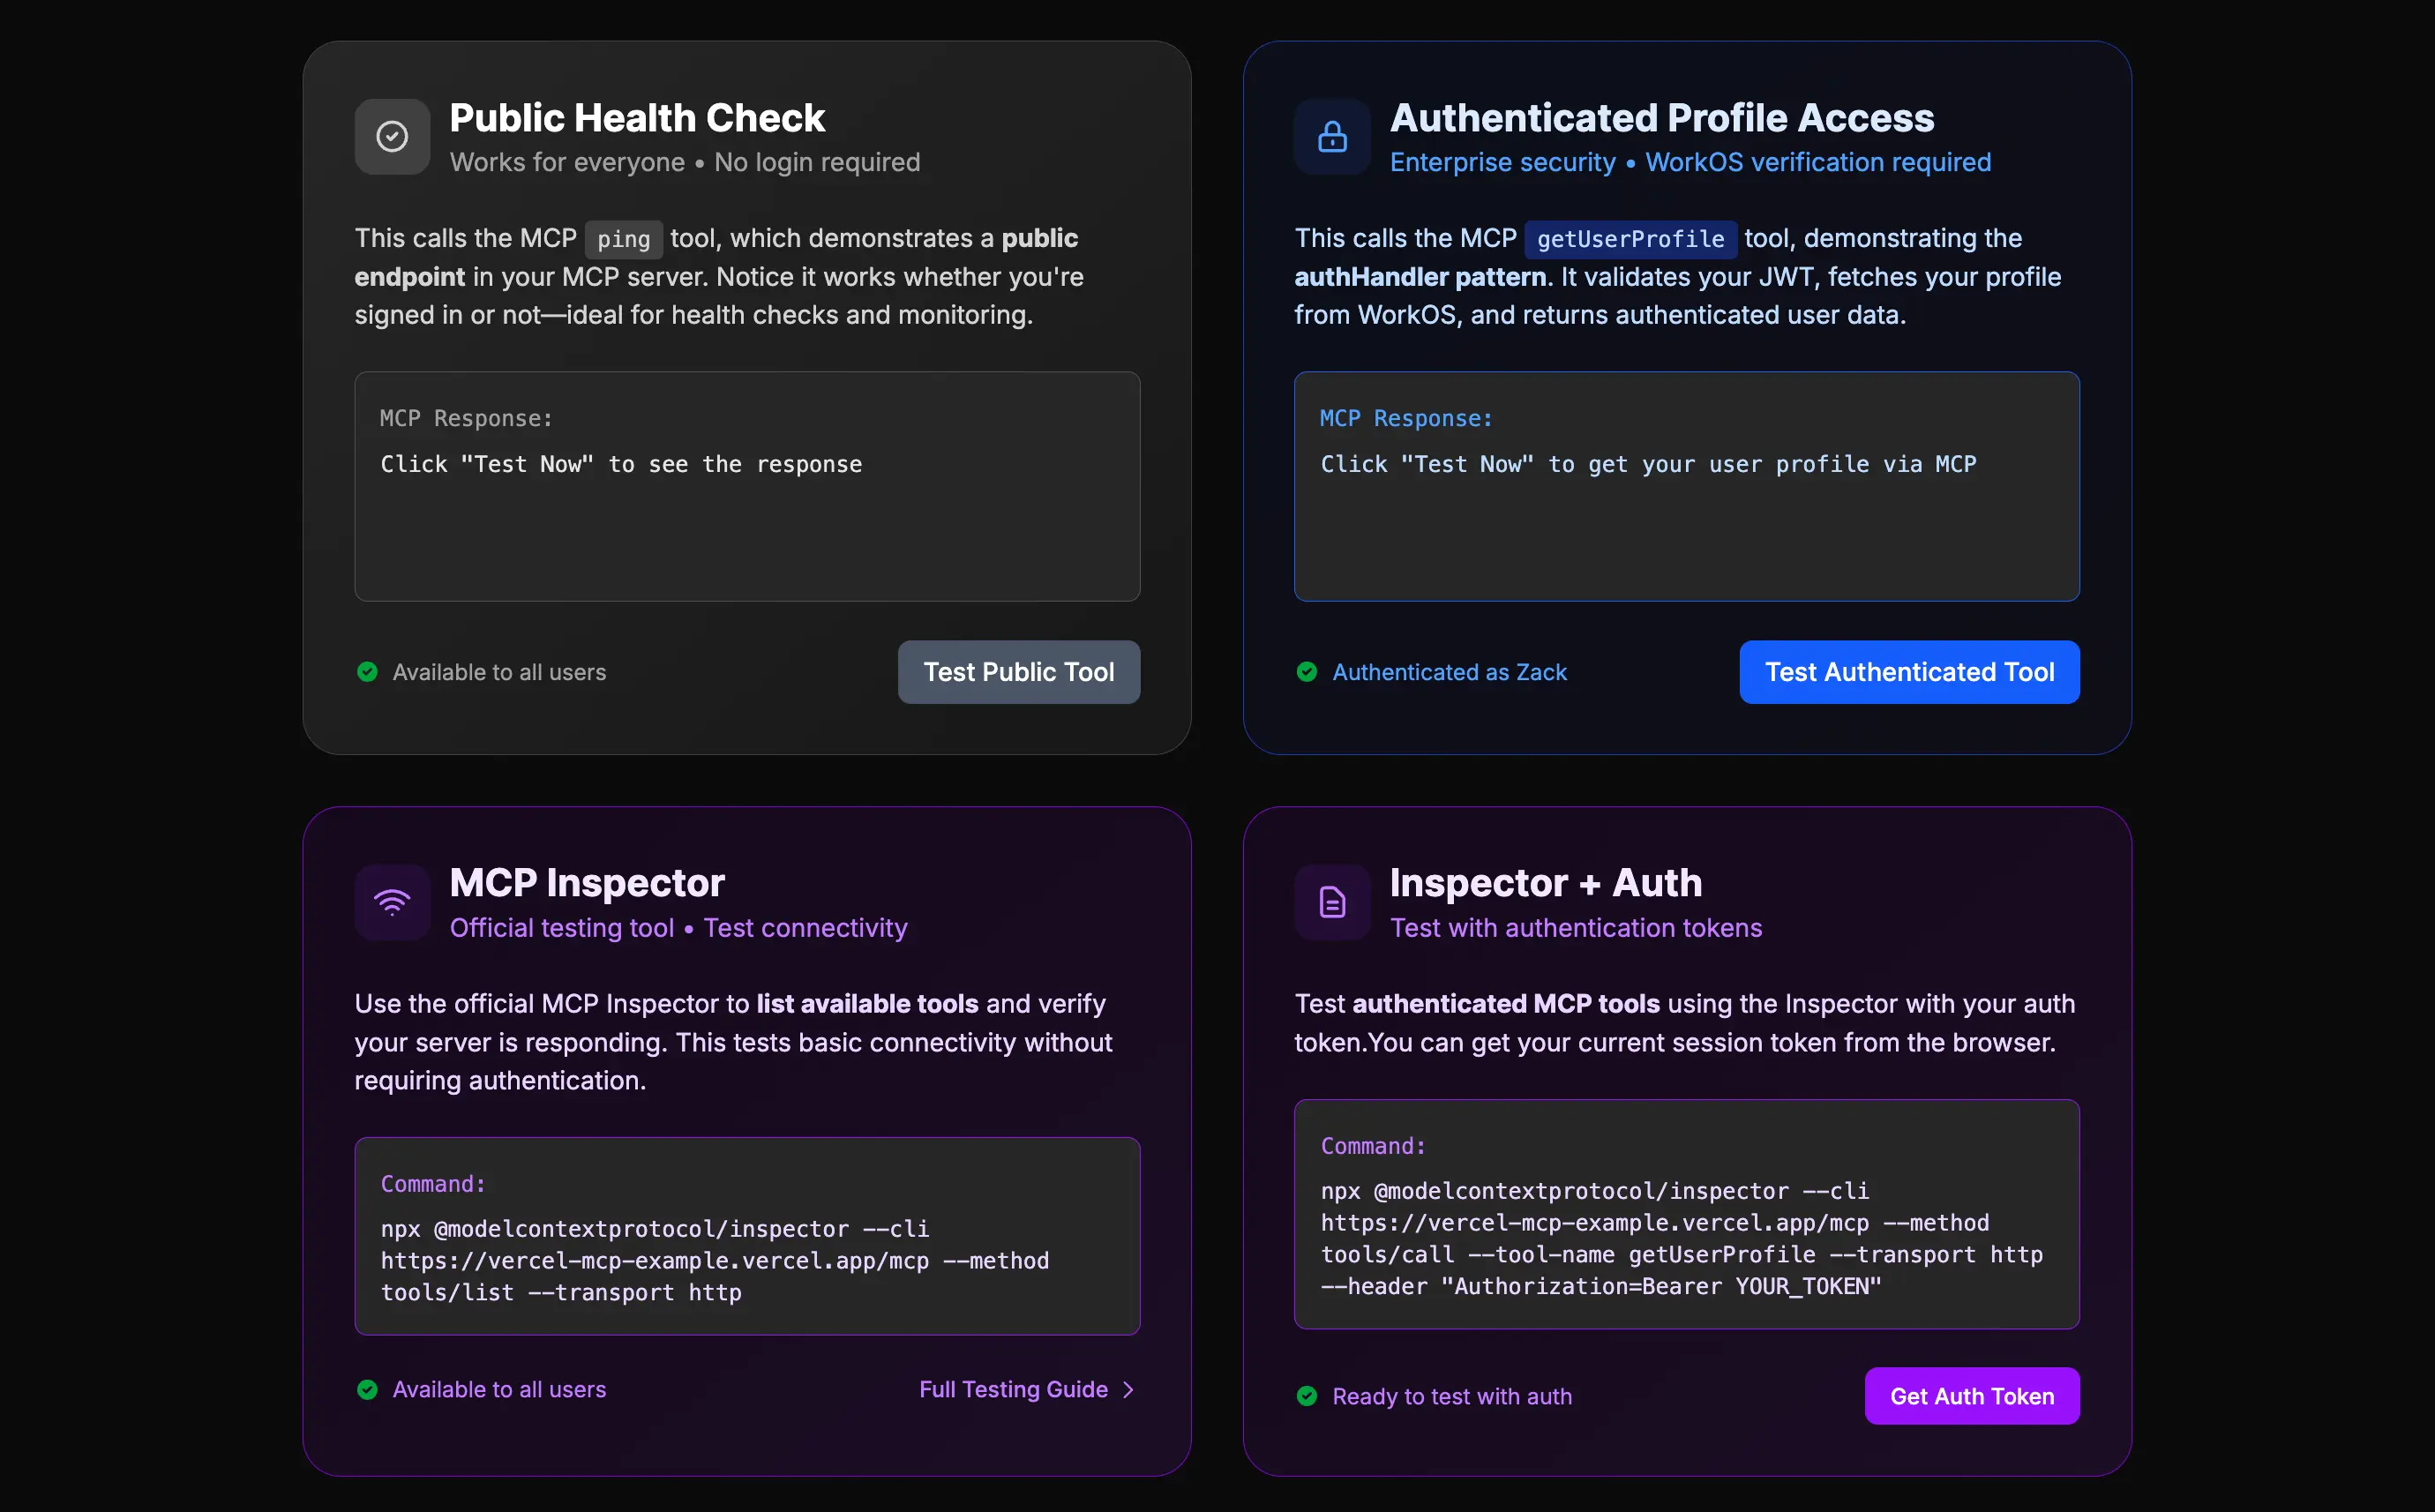 Public Health Check
Works for everyone • No login required
This calls the MCP ping tool, which demonstrates a public
endpoint in your MCP server. Notice it works whether you're
signed in or not—ideal for health checks and monitoring.
MCP Response:
Click "Test Now" to see the response
Available to all users
Test Public Tool
Authenticated Profile Access
Enterprise security • WorkOS verification required
This calls the MCP getUserProfile tool, demonstrating the
authHandler pattern. It validates your JWT, fetches your profile
from WorkOS, and returns authenticated user data.
MCP Response:
Click "Test Now" to get your user profile via MCP
Authenticated as Zack
Test Authenticated Tool
MCP Inspector
Official testing tool • Test connectivity
Use the official MCP Inspector to list available tools and verify
your server is responding. This tests basic connectivity without
requiring authentication.
Command:
npx @modelcontextprotocol/inspector --cli
https://vercel-mcp-example.vercel.app/mcp --method
tools/list --transport http
Available to all users
Full Testing Guide
Inspector + Auth
Test with authentication tokens
Test authenticated MCP tools using the Inspector with your auth
token.You can get your current session token from the browser.
Command:
npx @modelcontextprotocol/inspector --cli
https://vercel-mcp-example.vercel.app/mcp --method
tools/call --tool-name getUserProfile --transport http
--header "Authorization=Bearer YOUR_TOKEN"
Ready to test with auth
Get Auth Token